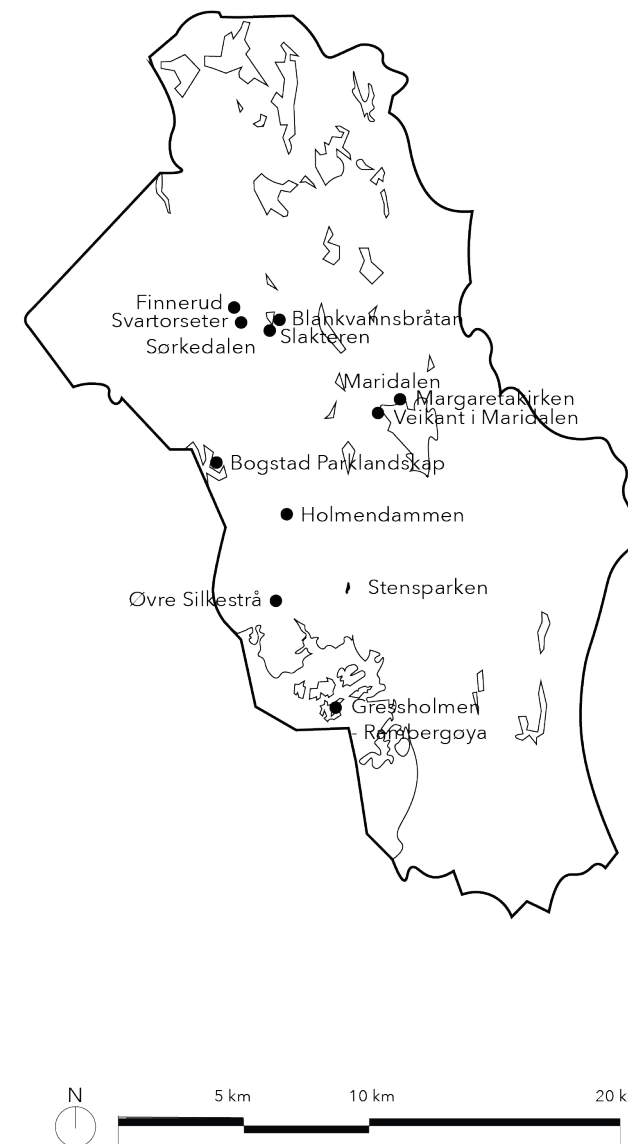 Finnerud
Svartorseter
Blankvannsbråtan
Slakteren
Sørkedalen
Maridalen
Margaretakirken
Veikant i Maridalen
Bogstad Parklandskap
Holmendammen
Stensparken
Øvre Silkestrå
Gressholmen
- Rambergøya
N
5 km
10 km
20 k